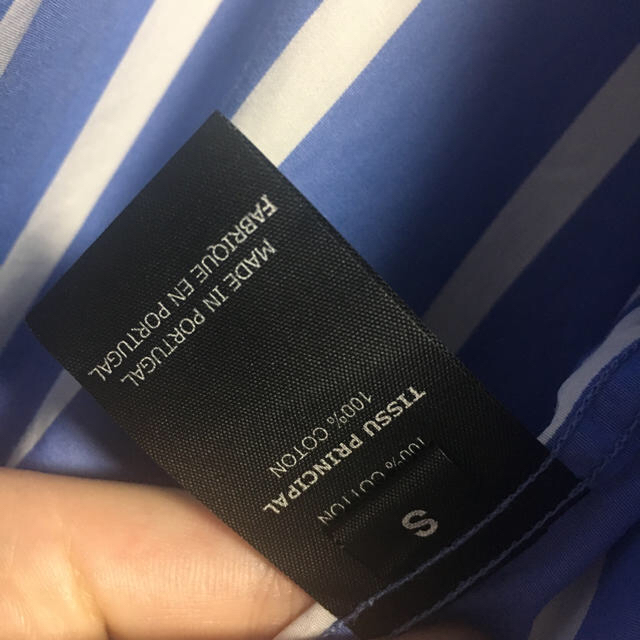 S
100% COTTON
TISSU PRINCIPAL
100% COTON
MADE IN PORTUGAL
FABRIQUE EN PORTUGAL